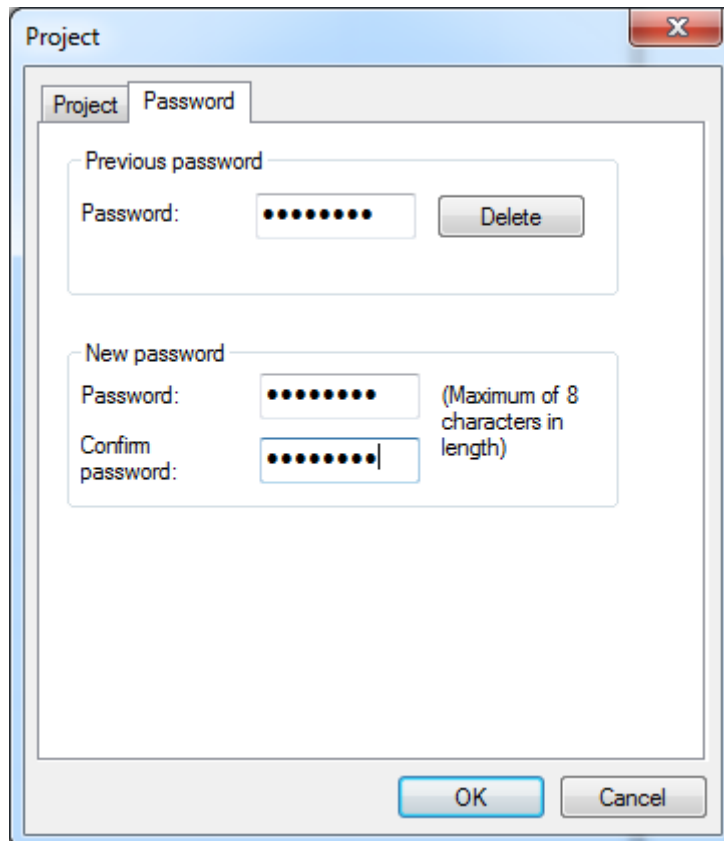 Project
Project Password
Previous password
Password: ●●●●●●●● Delete
New password
Password: ●●●●●●●● (Maximum of 8
characters in
length)
Confirm
password: ●●●●●●●●
OK Cancel